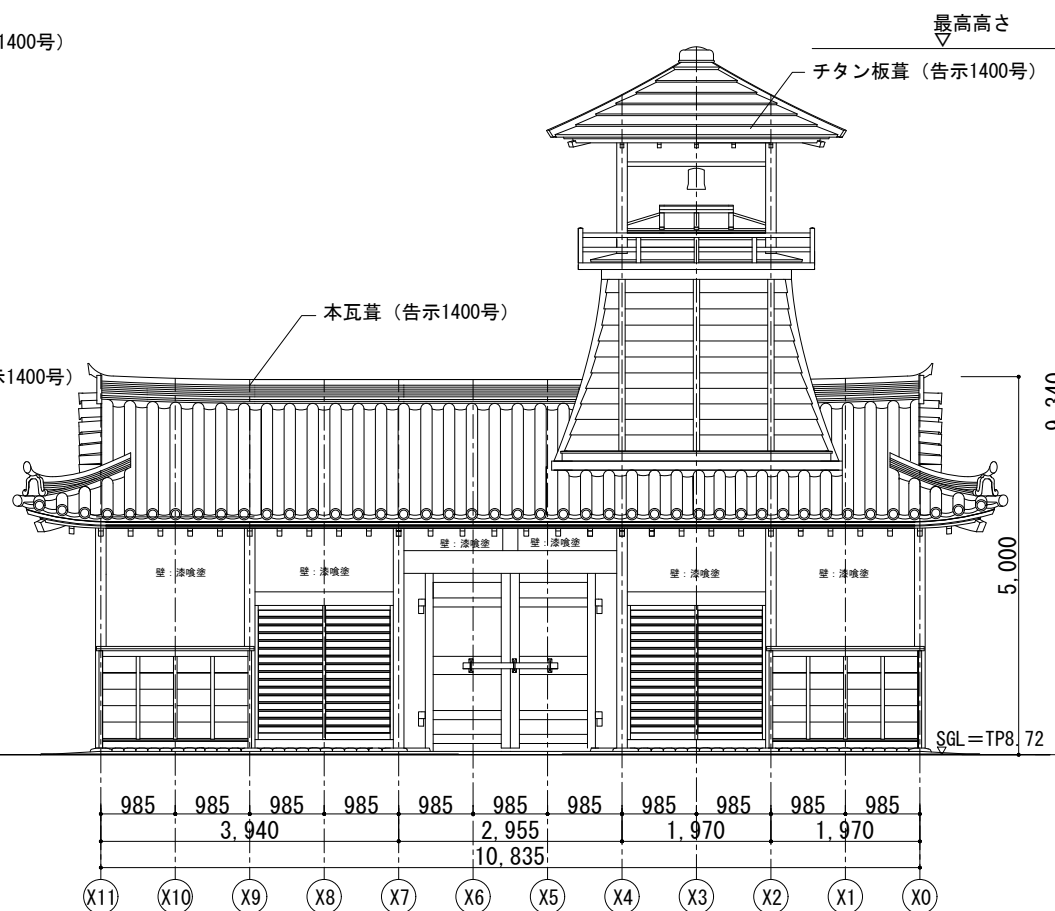 最高高さ
1400号）
チタン板葺（告示1400号）
本瓦葺（告示1400号）
示1400号）
9,340
壁：漆喰塗 壁：漆喰塗
壁：漆喰塗 壁：漆喰塗 壁：漆喰塗 壁：漆喰塗
5,000
SGL＝TP8.72
985 985 985 985 985 985 985 985 985 985 985
3,940 2,955 1,970 1,970
10,835
X11 X10 X9 X8 X7 X6 X5 X4 X3 X2 X1 X0